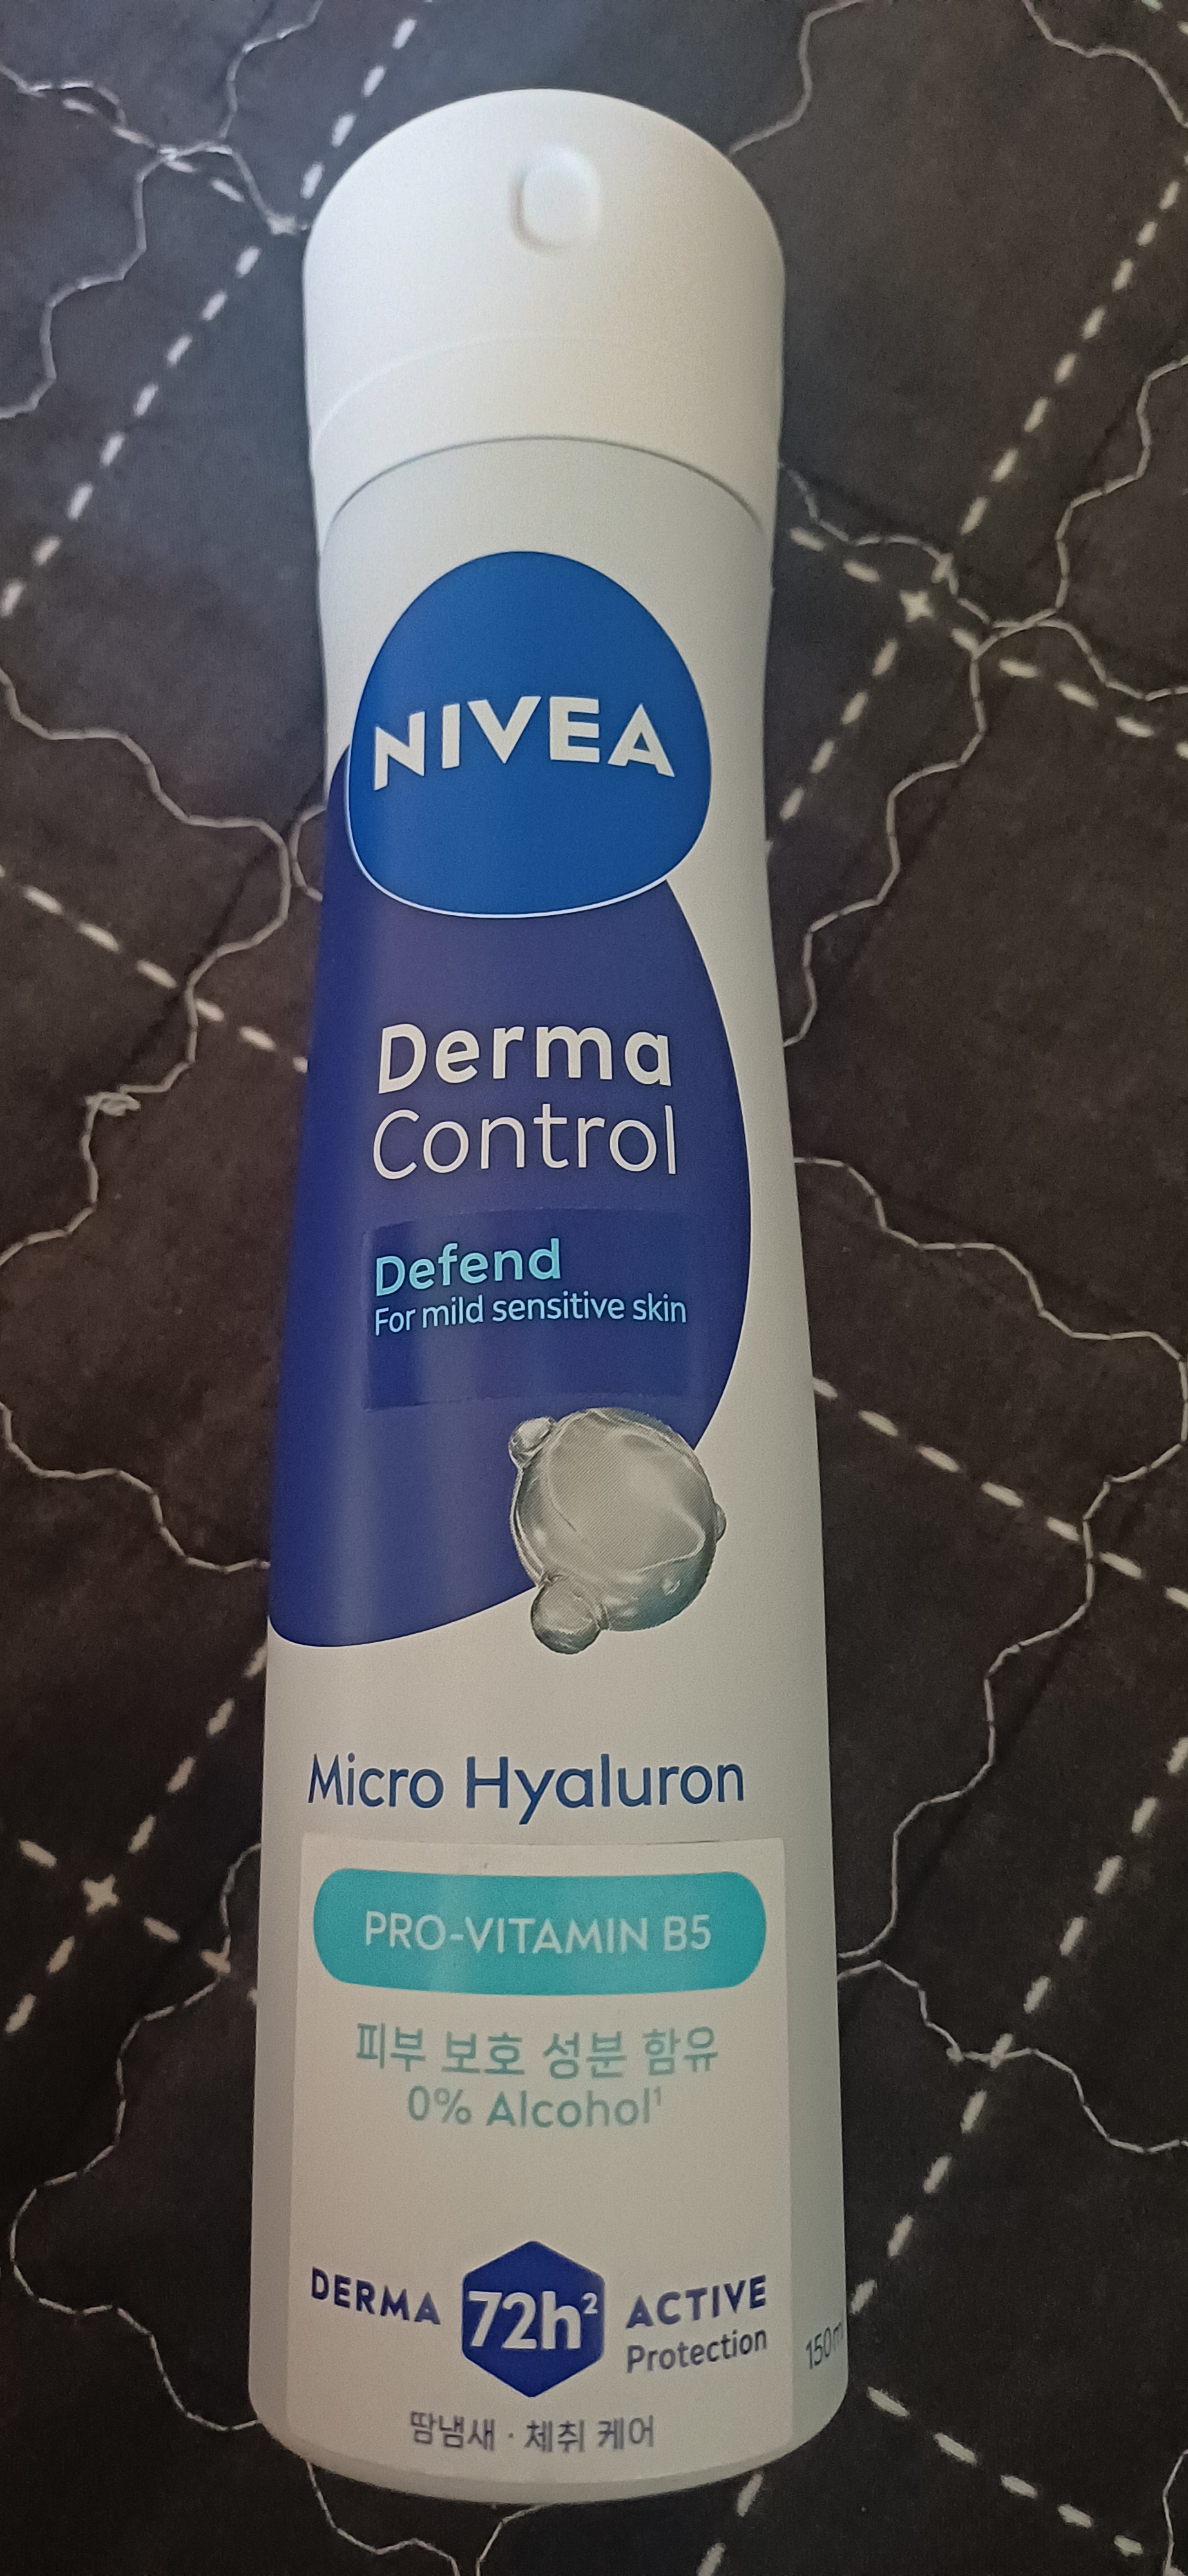 NIVEA
Derma
Control
Defend
For mild sensitive skin
Micro Hyaluron
PRO-VITAMIN B5
피부 보호 성분 함유
0% Alcohol¹
DERMA 72h² ACTIVE
Protection
150m
땀냄새 · 체취 케어